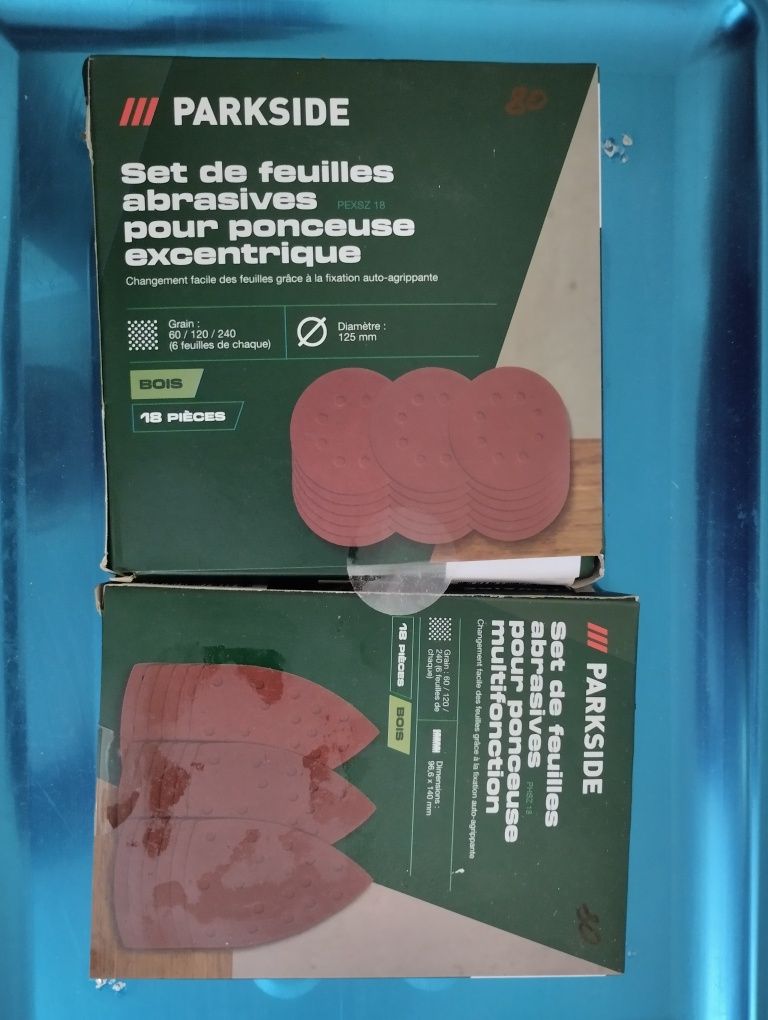 PARKSIDE
80
Set de feuilles
abrasives PEXSZ 18
pour ponceuse
excentrique
Changement facile des feuilles grâce à la fixation auto-agrippante
Grain :
60 / 120 / 240
(6 feuilles de chaque)
Diamètre :
125 mm
BOIS
18 PIÈCES
PARKSIDE
Set de feuilles
abrasives PHSZ 18
pour ponceuse
multifonction
Changement facile des feuilles grâce à la fixation auto-agrippante
Grain : 60 / 120 /
240 (6 feuilles de
chaque)
Dimensions :
96,6 x 140 mm
18 PIÈCES
BOIS